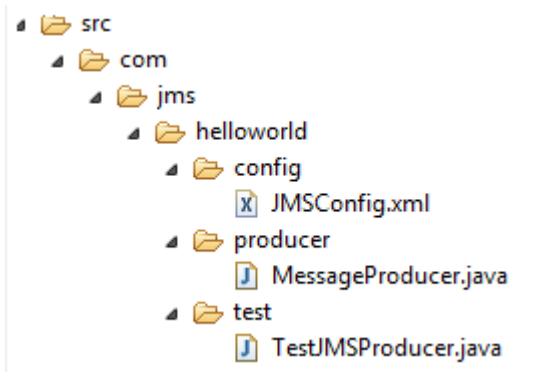 src
com
jms
helloworld
config
JMSConfig.xml
producer
MessageProducer.java
test
TestJMSProducer.java